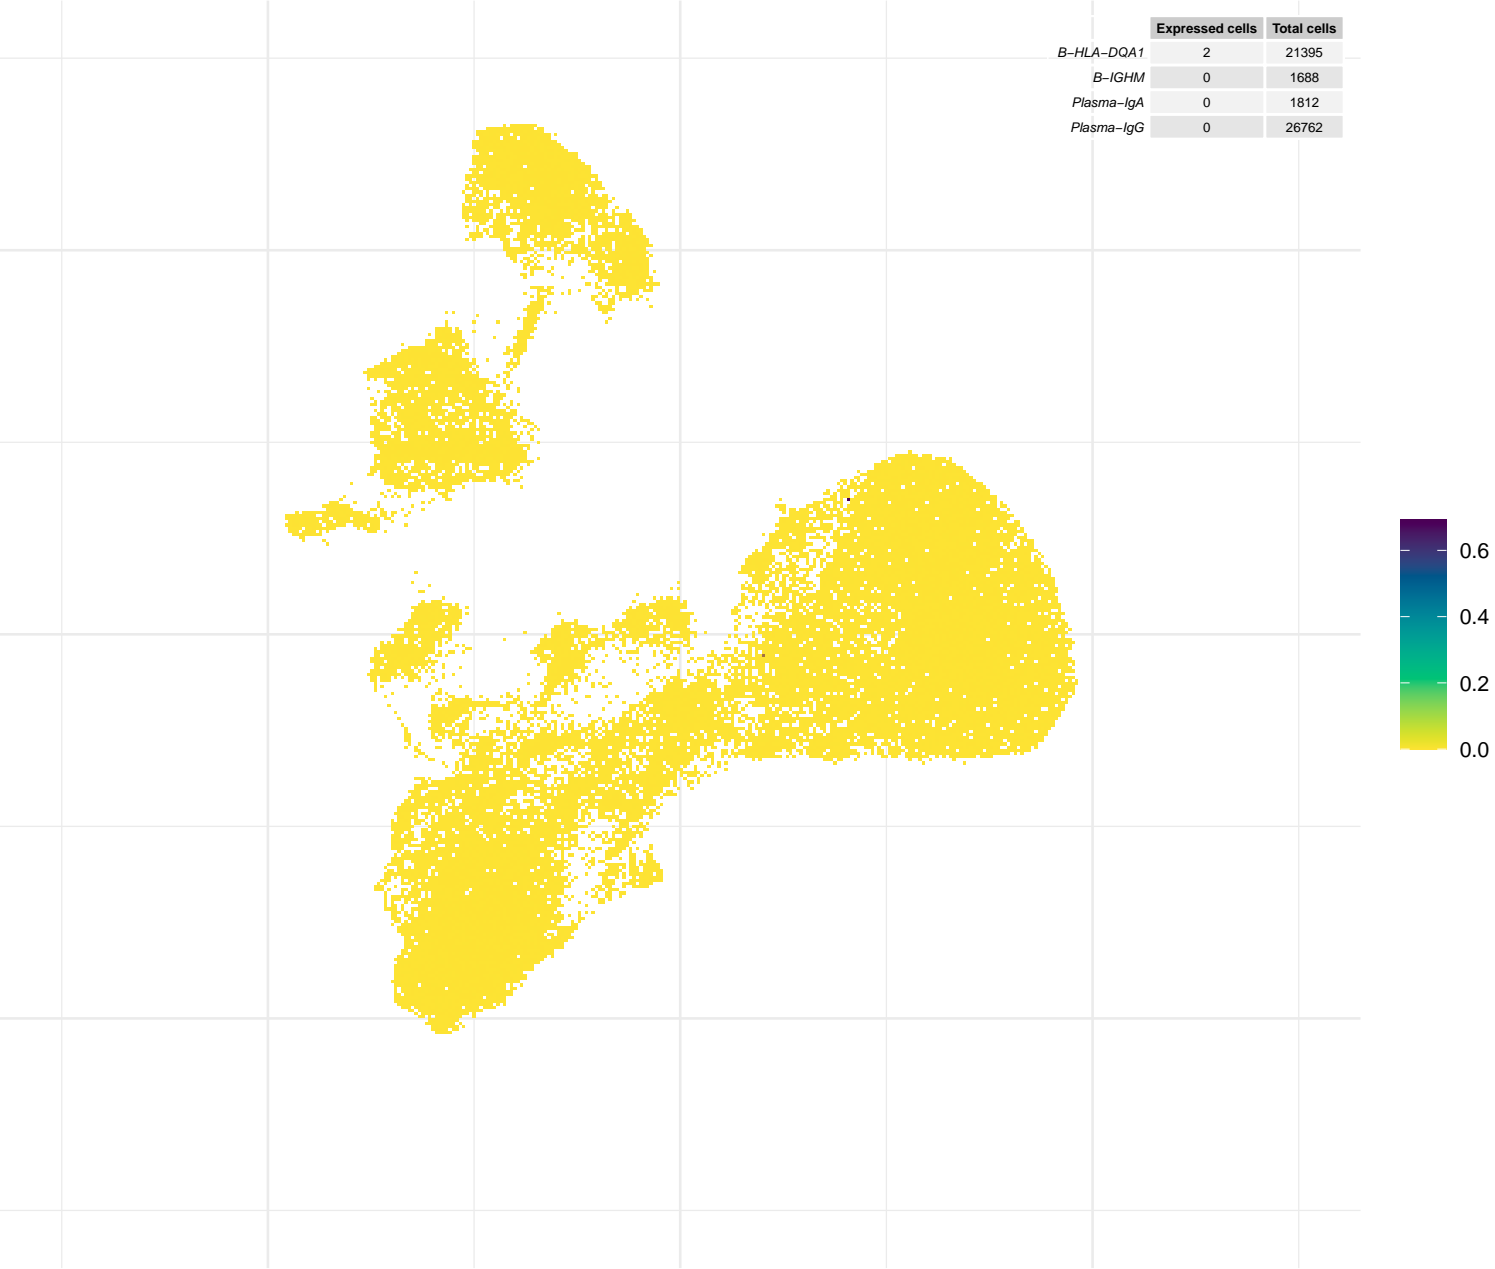 Expressed cells Total cells
B−HLA−DQA1 2 21395
B−IGHM 0 1688
Plasma−IgA 0 1812
Plasma−IgG 0 26762
0.6
0.4
0.2
0.0